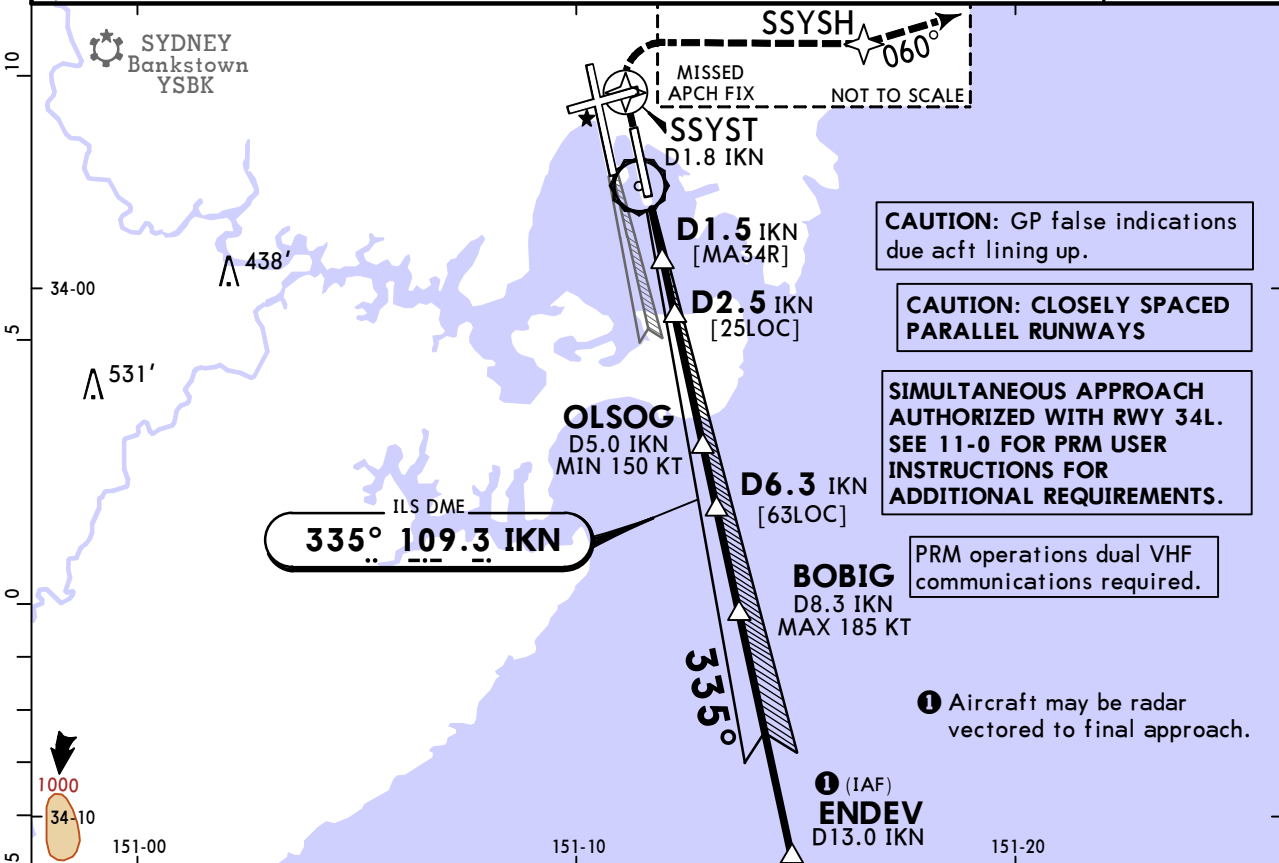 SSYSH
060°
MISSED
APCH FIX
NOT TO SCALE
SYDNEY
Bankstown
YSBK
10
SSYST
D1.8 IKN
D1.5 IKN
[MA34R]
CAUTION: GP false indications
due acft lining up.
438'
34-00
D2.5 IKN
[25LOC]
CAUTION: CLOSELY SPACED
PARALLEL RUNWAYS
5
531'
SIMULTANEOUS APPROACH
AUTHORIZED WITH RWY 34L.
SEE 11-0 FOR PRM USER
INSTRUCTIONS FOR
ADDITIONAL REQUIREMENTS.
OLSOG
D5.0 IKN
MIN 150 KT
D6.3 IKN
[63LOC]
ILS DME
335° 109.3 IKN
PRM operations dual VHF
communications required.
BOBIG
D8.3 IKN
MAX 185 KT
0
335°
1 Aircraft may be radar
vectored to final approach.
1000
34-10
1 (IAF)
ENDEV
D13.0 IKN
5
151-00
151-10
151-20